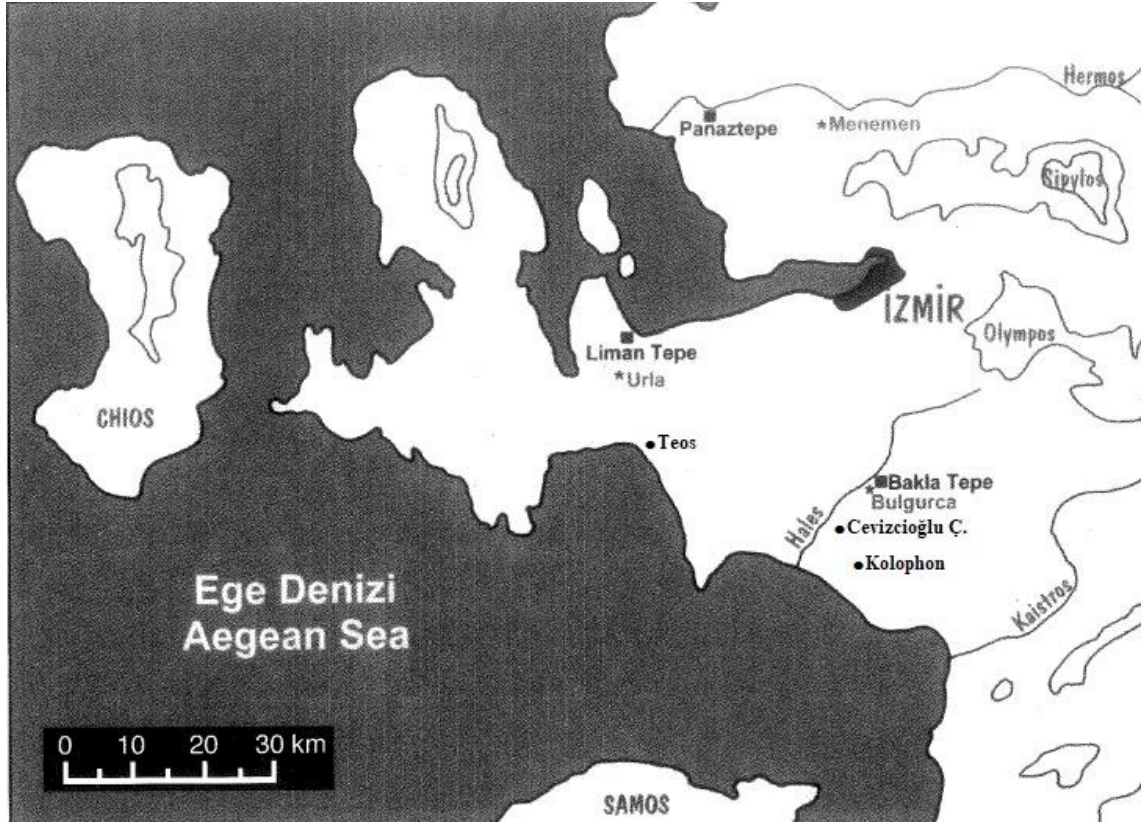 Hermos
Panaztepe
*Menemen
Sipylos
İZMİR
Olympos
Liman Tepe
*Urla
CHIOS
•Teos
Bakla Tepe
*Bulgurca
Hales
•Cevizcioğlu Ç.
•Kolophon
Ege Denizi
Aegean Sea
Kaistros
0 10 20 30 km
SAMOS